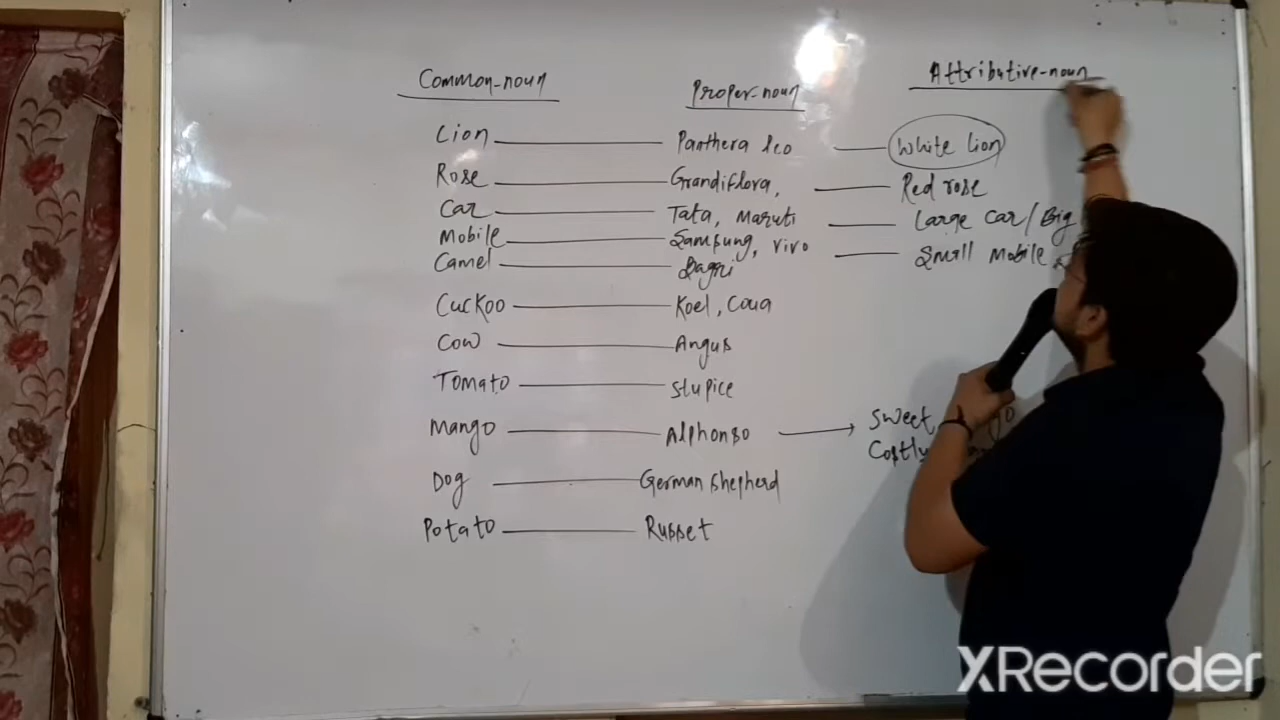 Common-noun Proper-noun Attributive-noun
Lion Panthera leo White lion
Rose Grandiflora, Red rose
Car Tata, Maruti Large car/Big
Mobile Samsung, vivo Small mobile
Camel Bagri
Cuckoo Koel, Coua
Cow Angus
Tomato Stupice
Mango Alphonso Sweet
Costly
Dog German shepherd
Potato Russet
XRecorder